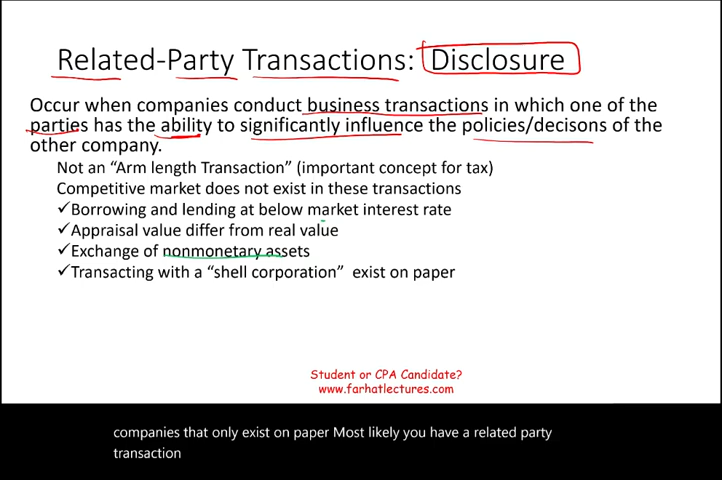 Related-Party Transactions: Disclosure
Occur when companies conduct business transactions in which one of the
parties has the ability to significantly influence the policies/decisons of the
other company.
Not an “Arm length Transaction” (important concept for tax)
Competitive market does not exist in these transactions
✓Borrowing and lending at below market interest rate
✓Appraisal value differ from real value
✓Exchange of nonmonetary assets
✓Transacting with a “shell corporation” exist on paper
Student or CPA Candidate?
www.farhatlectures.com
companies that only exist on paper Most likely you have a related party
transaction